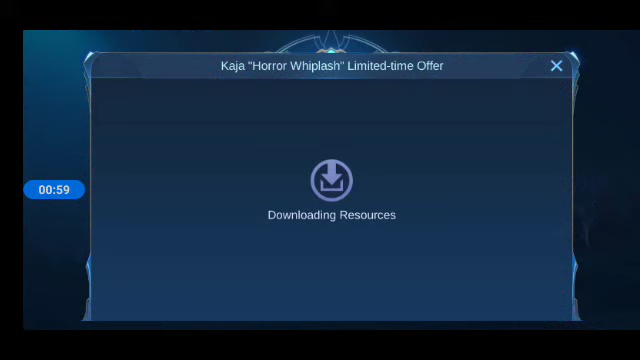 Kaja "Horror Whiplash" Limited-time Offer
00:59
Downloading Resources